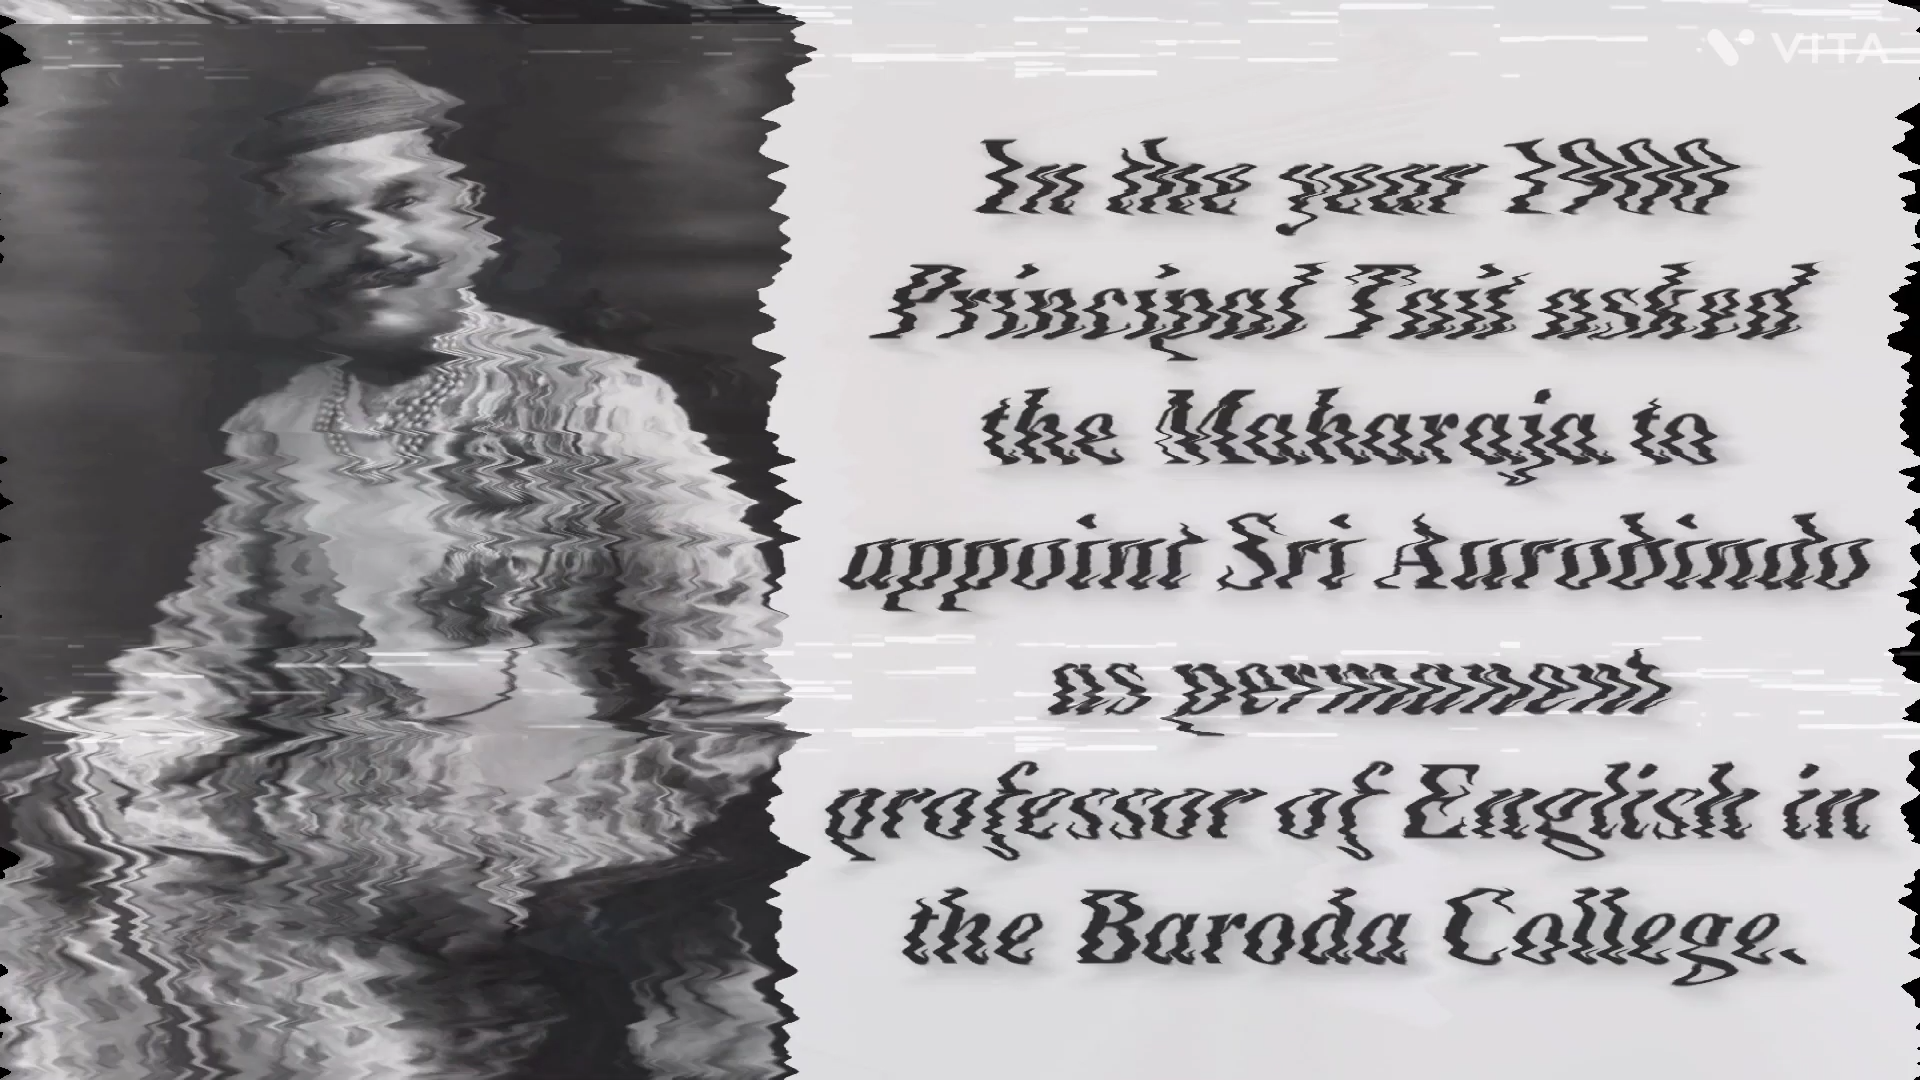 VITA
In the year 1900
Principal Tait asked
the Maharaja to
appoint Sri Aurobindo
as permanent
professor of English in
the Baroda College.